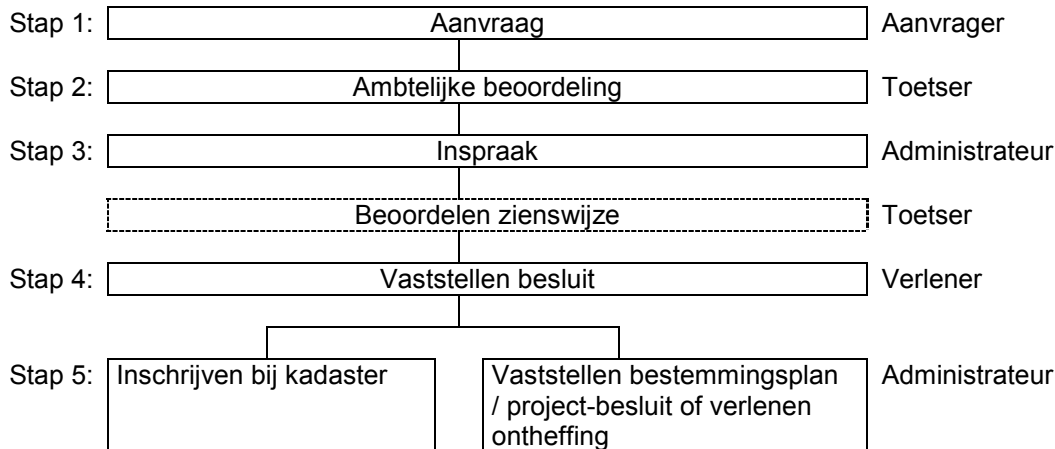 Stap 1: Aanvraag Aanvrager
Stap 2: Ambtelijke beoordeling Toetser
Stap 3: Inspraak Administrateur
Beoordelen zienswijze Toetser
Stap 4: Vaststellen besluit Verlener
Stap 5: Inschrijven bij kadaster Vaststellen bestemmingsplan Administrateur
/ project-besluit of verlenen
ontheffing